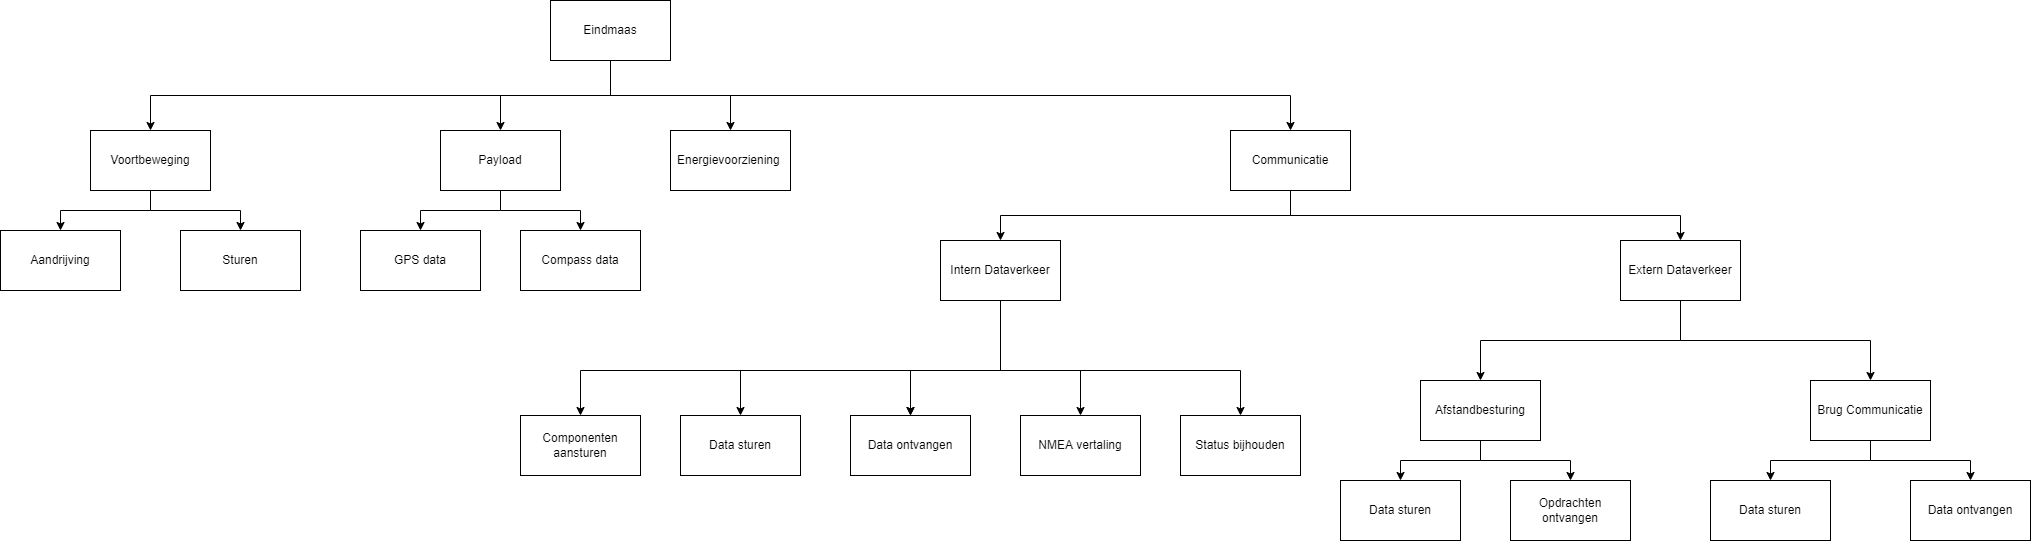 Eindmaas
Voortbeweging
Payload
Energievoorziening
Communicatie
Aandrijving
Sturen
GPS data
Compass data
Intern Dataverkeer
Extern Dataverkeer
Componenten
aansturen
Data sturen
Data ontvangen
NMEA vertaling
Status bijhouden
Afstandbesturing
Brug Communicatie
Data sturen
Opdrachten
ontvangen
Data sturen
Data ontvangen